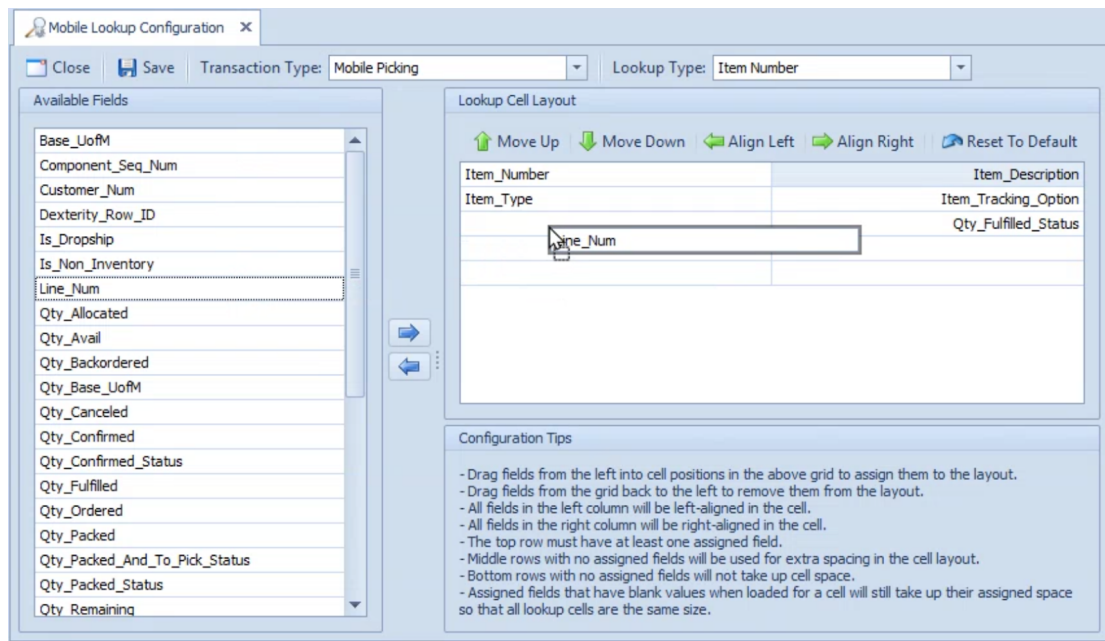 Mobile Lookup Configuration
Close Save Transaction Type: Mobile Picking Lookup Type: Item Number
Available Fields
Base_UofM
Component_Seq_Num
Customer_Num
Dexterity_Row_ID
Is_Dropship
Is_Non_Inventory
Line_Num
Qty_Allocated
Qty_Avail
Qty_Backordered
Qty_Base_UofM
Qty_Canceled
Qty_Confirmed
Qty_Confirmed_Status
Qty_Fulfilled
Qty_Ordered
Qty_Packed
Qty_Packed_And_To_Pick_Status
Qty_Packed_Status
Qty_Remaining
Lookup Cell Layout
Move Up Move Down Align Left Align Right Reset To Default
Item_Number Item_Description
Item_Type Item_Tracking_Option
Qty_Fulfilled_Status
Line_Num
Configuration Tips
- Drag fields from the left into cell positions in the above grid to assign them to the layout.
- Drag fields from the grid back to the left to remove them from the layout.
- All fields in the left column will be left-aligned in the cell.
- All fields in the right column will be right-aligned in the cell.
- The top row must have at least one assigned field.
- Middle rows with no assigned fields will be used for extra spacing in the cell layout.
- Bottom rows with no assigned fields will not take up cell space.
- Assigned fields that have blank values when loaded for a cell will still take up their assigned space
so that all lookup cells are the same size.